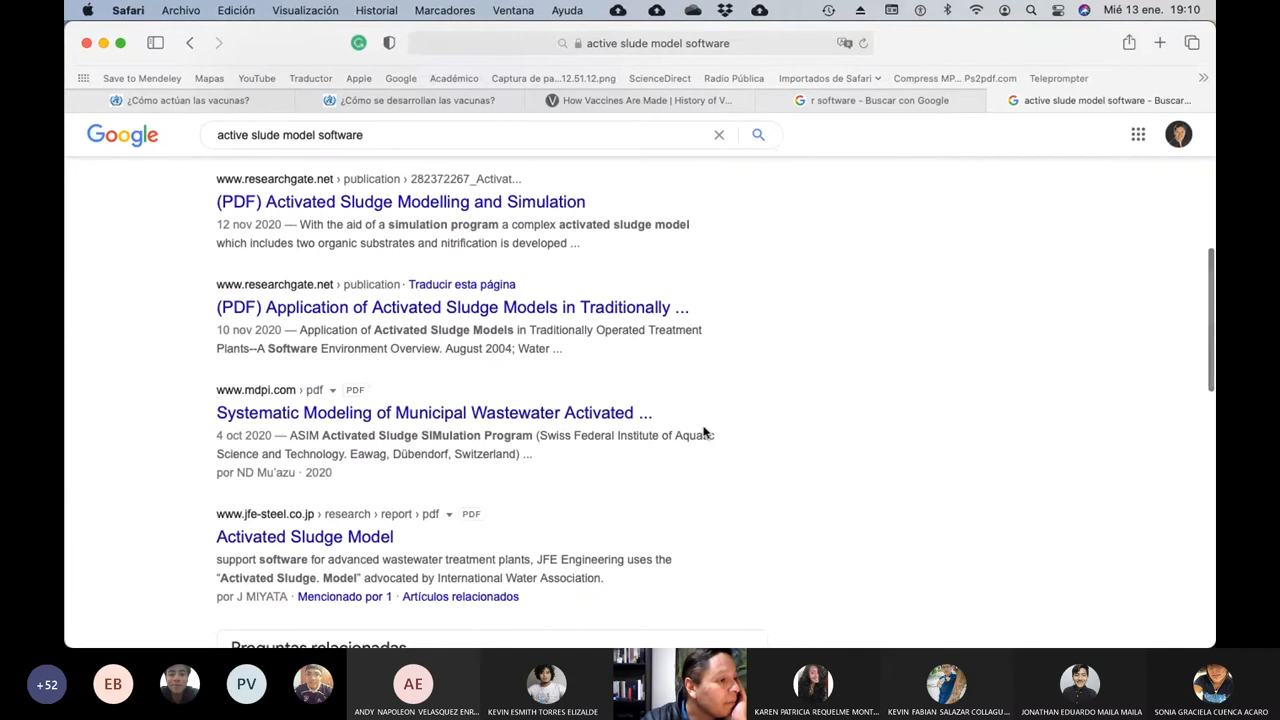 Safari Archivo Edición Visualización Historial Marcadores Ventana Ayuda Mié 13 ene. 19:10
active slude model software
Save to Mendeley Mapas YouTube Traductor Apple Google Académico Captura de pa...12.51.12.png ScienceDirect Radio Pública Importados de Safari Compress MP... Ps2pdf.com Teleprompter
¿Cómo actúan las vacunas? ¿Cómo se desarrollan las vacunas? How Vaccines Are Made | History of V... r software - Buscar con Google active slude model software - Buscar...
Google active slude model software
www.researchgate.net › publication › 282372267_Activat...
(PDF) Activated Sludge Modelling and Simulation
12 nov 2020 — With the aid of a simulation program a complex activated sludge model
which includes two organic substrates and nitrification is developed ...
www.researchgate.net › publication · Traducir esta página
(PDF) Application of Activated Sludge Models in Traditionally ...
10 nov 2020 — Application of Activated Sludge Models in Traditionally Operated Treatment
Plants--A Software Environment Overview. August 2004; Water ...
www.mdpi.com › pdf PDF
Systematic Modeling of Municipal Wastewater Activated ...
4 oct 2020 — ASIM Activated Sludge SIMulation Program (Swiss Federal Institute of Aquatic
Science and Technology. Eawag, Dübendorf, Switzerland) ...
por ND Mu'azu · 2020
www.jfe-steel.co.jp › research › report › pdf PDF
Activated Sludge Model
support software for advanced wastewater treatment plants, JFE Engineering uses the
"Activated Sludge. Model" advocated by International Water Association.
por J MIYATA · Mencionado por 1 · Artículos relacionados
Preguntas relacionadas
+52 EB PV AE
ANDY NAPOLEON VELASQUEZ ENR... KEVIN ESMITH TORRES ELIZALDE KAREN PATRICIA REQUELME MONT... KEVIN FABIAN SALAZAR COLLAGU... JONATHAN EDUARDO MAILA MAILA SONIA GRACIELA CUENCA ACARO